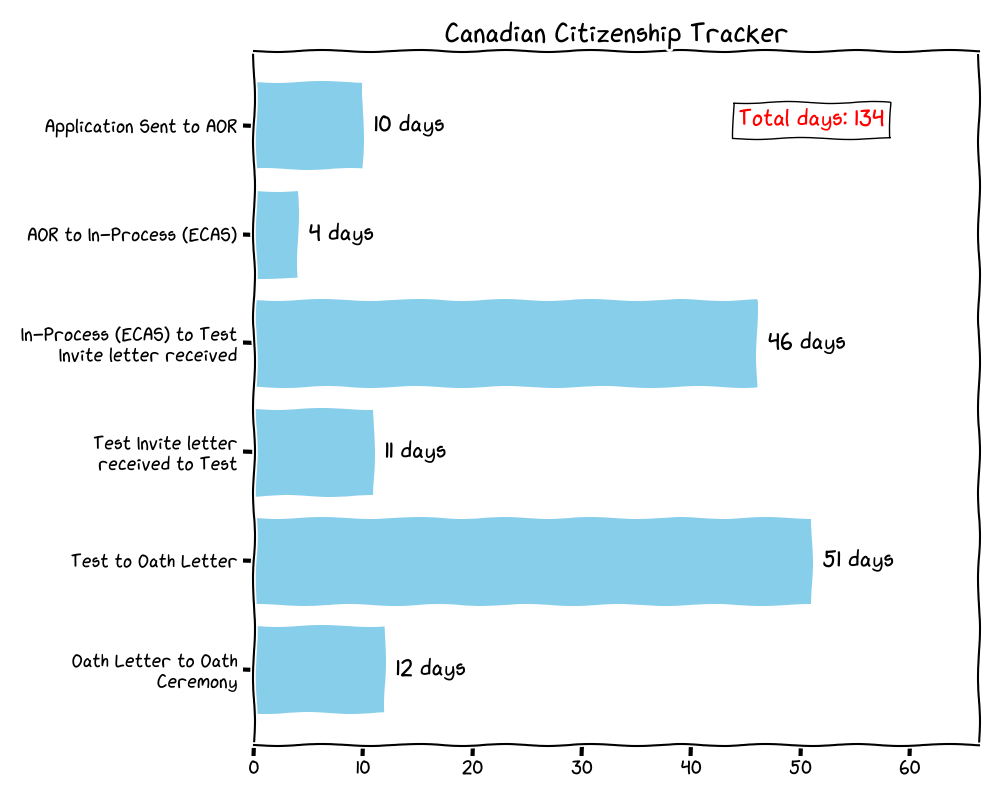 Canadian Citizenship Tracker
Application Sent to AOR
10 days
Total days: 134
AOR to In-Process (ECAS)
4 days
In-Process (ECAS) to Test
Invite letter received
46 days
Test Invite letter
received to Test
11 days
Test to Oath Letter
51 days
Oath Letter to Oath
Ceremony
12 days
0 10 20 30 40 50 60